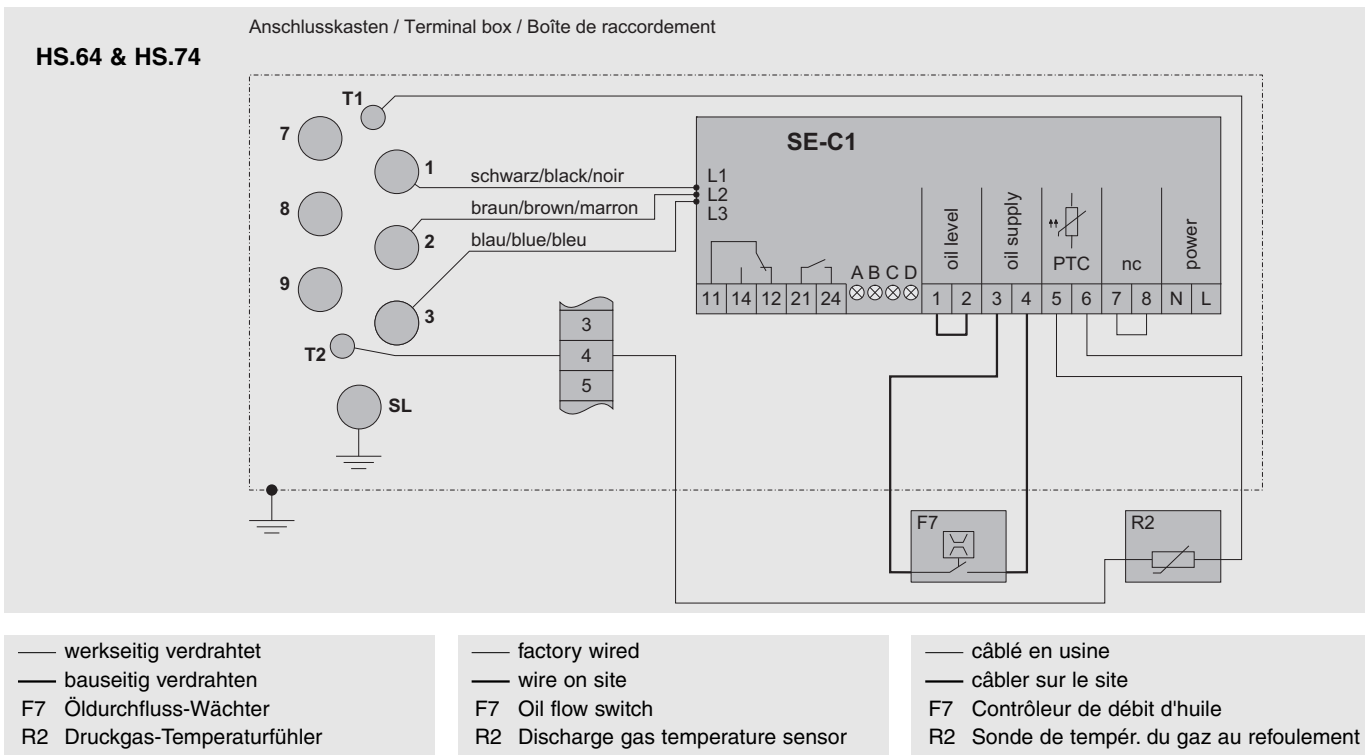 Anschlusskasten / Terminal box / Boîte de raccordement
HS.64 & HS.74
T1
7
1
schwarz/black/noir
8
braun/brown/marron
2
blau/blue/bleu
9
3
T2
SL
3
4
5
SE-C1
L1
L2
L3
oil level
oil supply
PTC
nc
power
A B C D
11 14 12 21 24 1 2 3 4 5 6 7 8 N L
F7
R2
werkseitig verdrahtet
bauseitig verdrahten
F7 Öldurchfluss-Wächter
R2 Druckgas-Temperaturfühler
factory wired
wire on site
F7 Oil flow switch
R2 Discharge gas temperature sensor
câblé en usine
câbler sur le site
F7 Contrôleur de débit d'huile
R2 Sonde de tempér. du gaz au refoulement